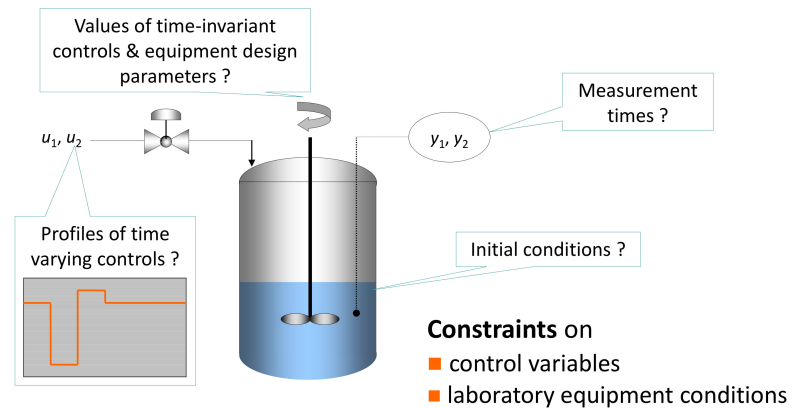 Values of time-invariant
controls & equipment design
parameters ?
Measurement
times ?
u1, u2
y1, y2
Profiles of time
varying controls ?
Initial conditions ?
Constraints on
control variables
laboratory equipment conditions